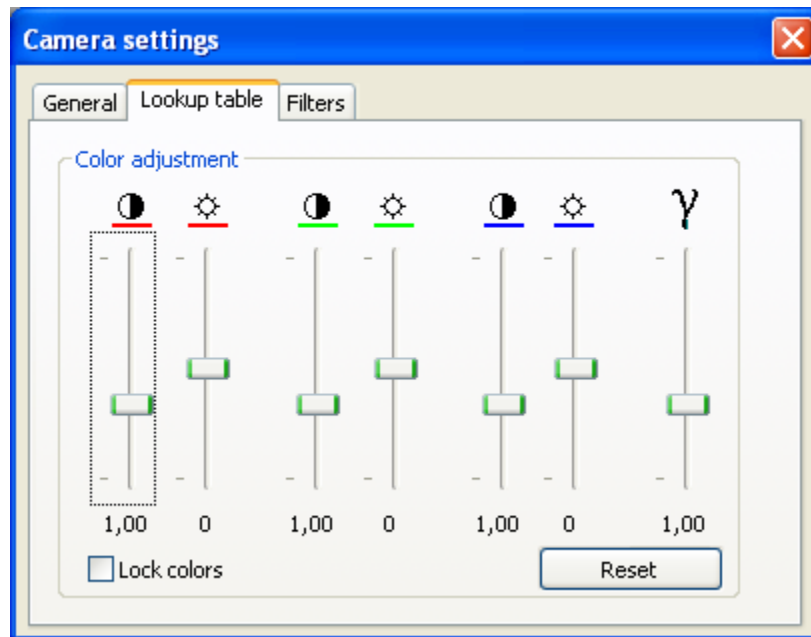 Camera settings
General Lookup table Filters
Color adjustment
γ
1,00 0 1,00 0 1,00 0 1,00
Lock colors Reset